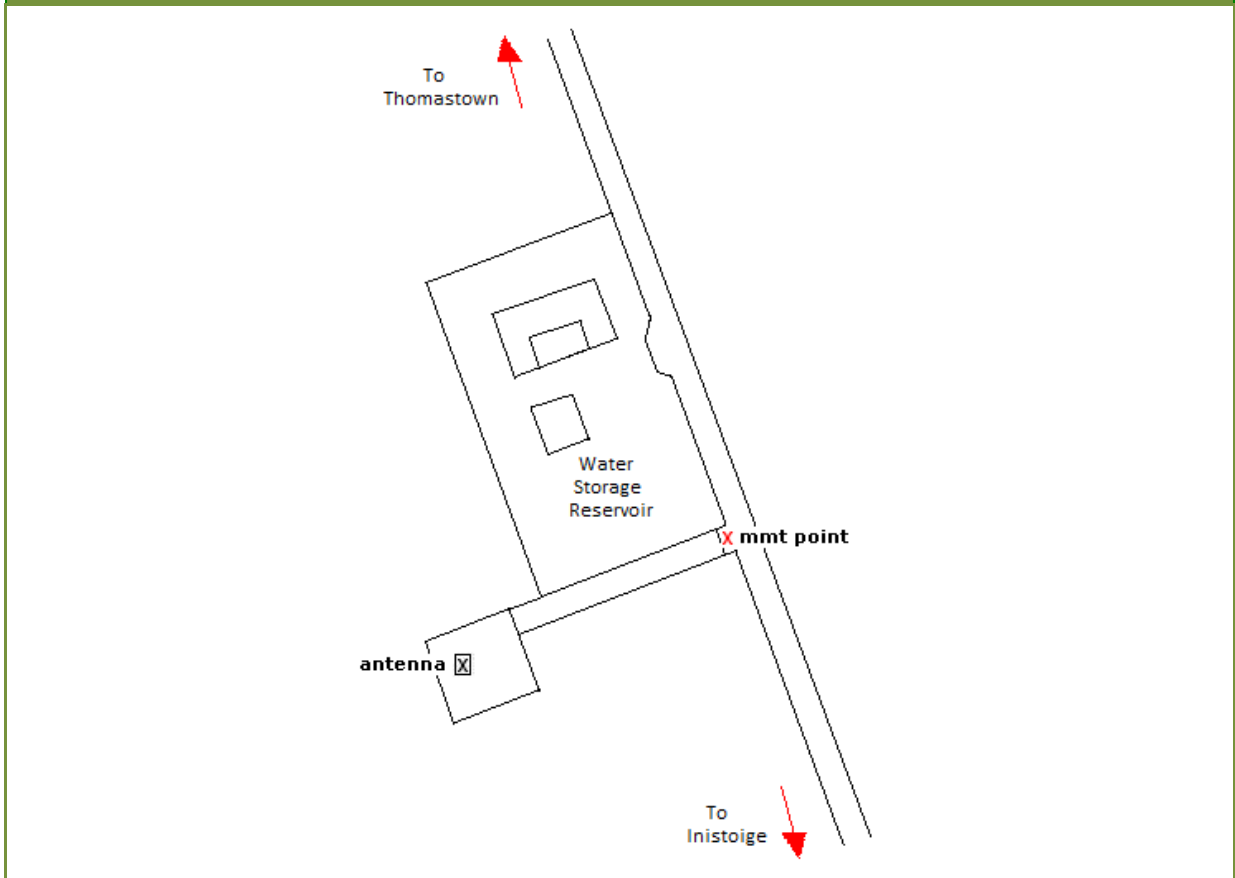 To
Thomastown
Water
Storage
Reservoir
X mmt point
antenna X
To
Inistoige